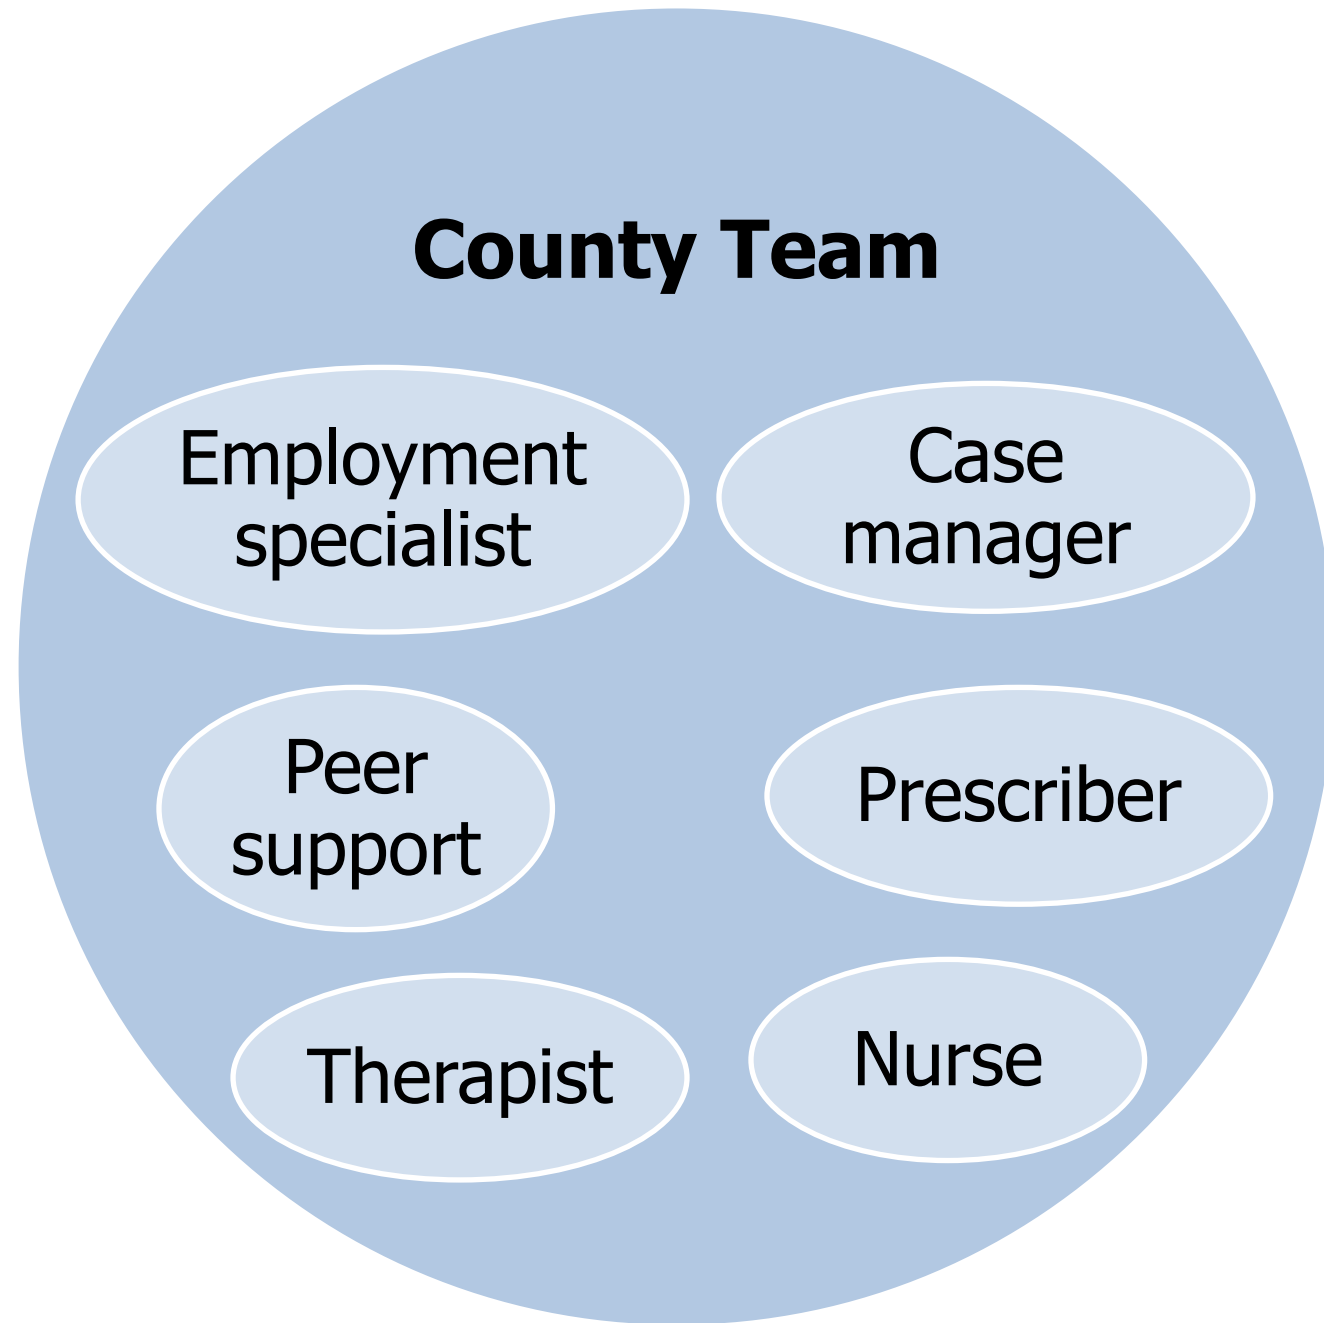 County Team
Employment
specialist
Case
manager
Peer
support
Prescriber
Therapist
Nurse